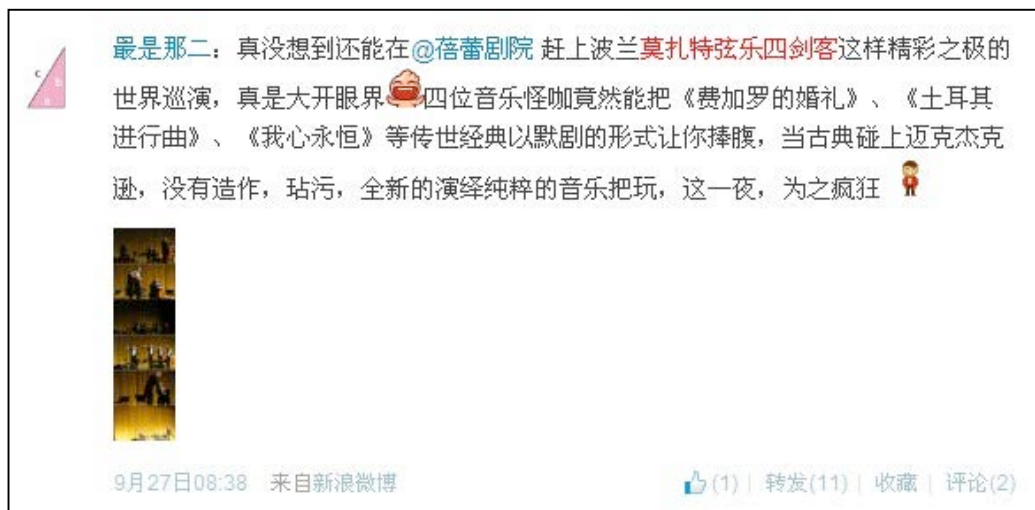 最是那二：真没想到还能在@蓓蕾剧院 赶上波兰莫扎特弦乐四剑客这样精彩之极的
世界巡演，真是大开眼界 四位音乐怪咖竟然能把《费加罗的婚礼》、《土耳其
进行曲》、《我心永恒》等传世经典以默剧的形式让你捧腹，当古典碰上迈克杰克
逊，没有造作，玷污，全新的演绎纯粹的音乐把玩，这一夜，为之疯狂
9月27日08:38 来自新浪微博 (1) | 转发(11) | 收藏 | 评论(2)